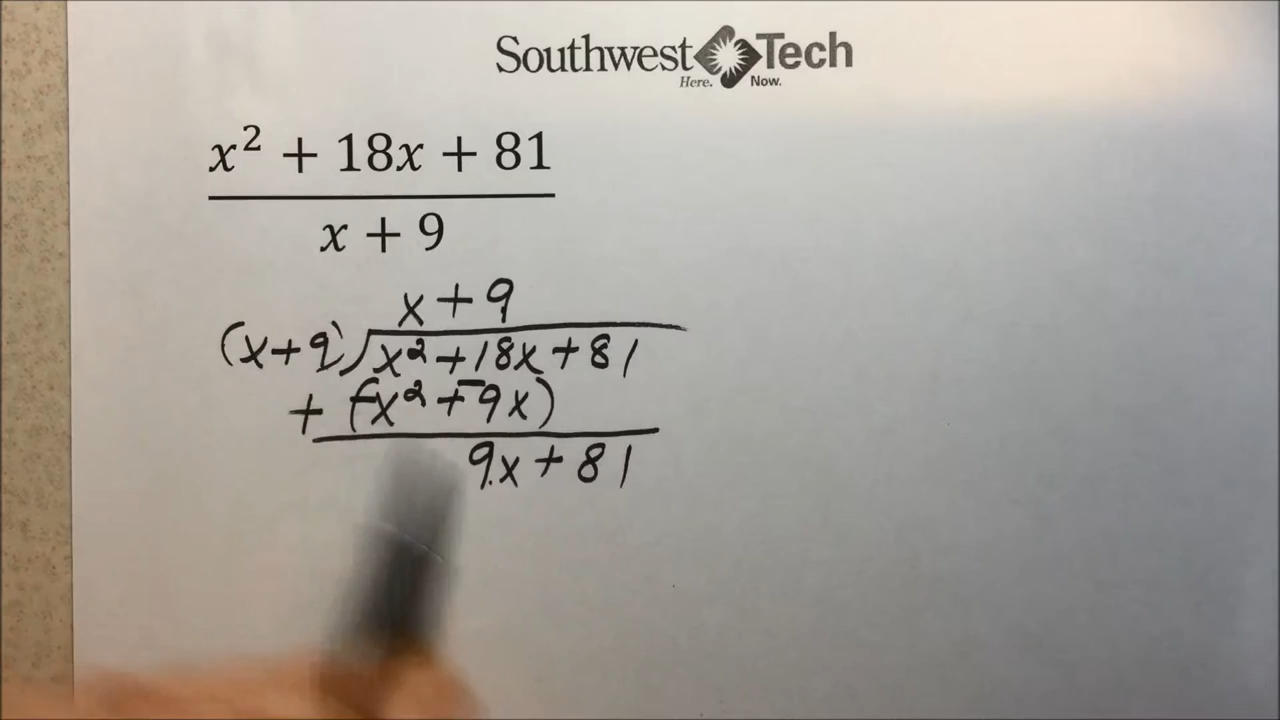 Southwest Tech
Here. Now.
x² + 18x + 81
x + 9
x + 9
(x+9) x² + 18x + 81
+ (-x² + -9x)
9x + 81